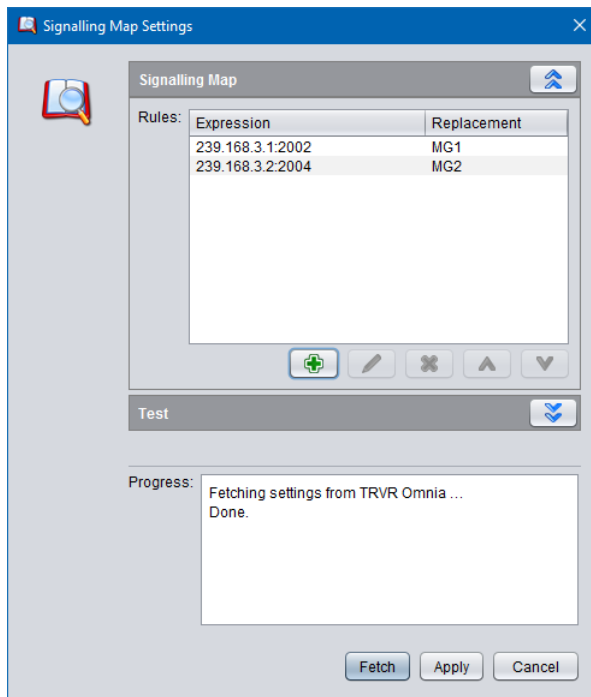 Signalling Map Settings
Signalling Map
Rules:
Expression Replacement
239.168.3.1:2002 MG1
239.168.3.2:2004 MG2
Test
Progress:
Fetching settings from TRVR Omnia ...
Done.
Fetch Apply Cancel